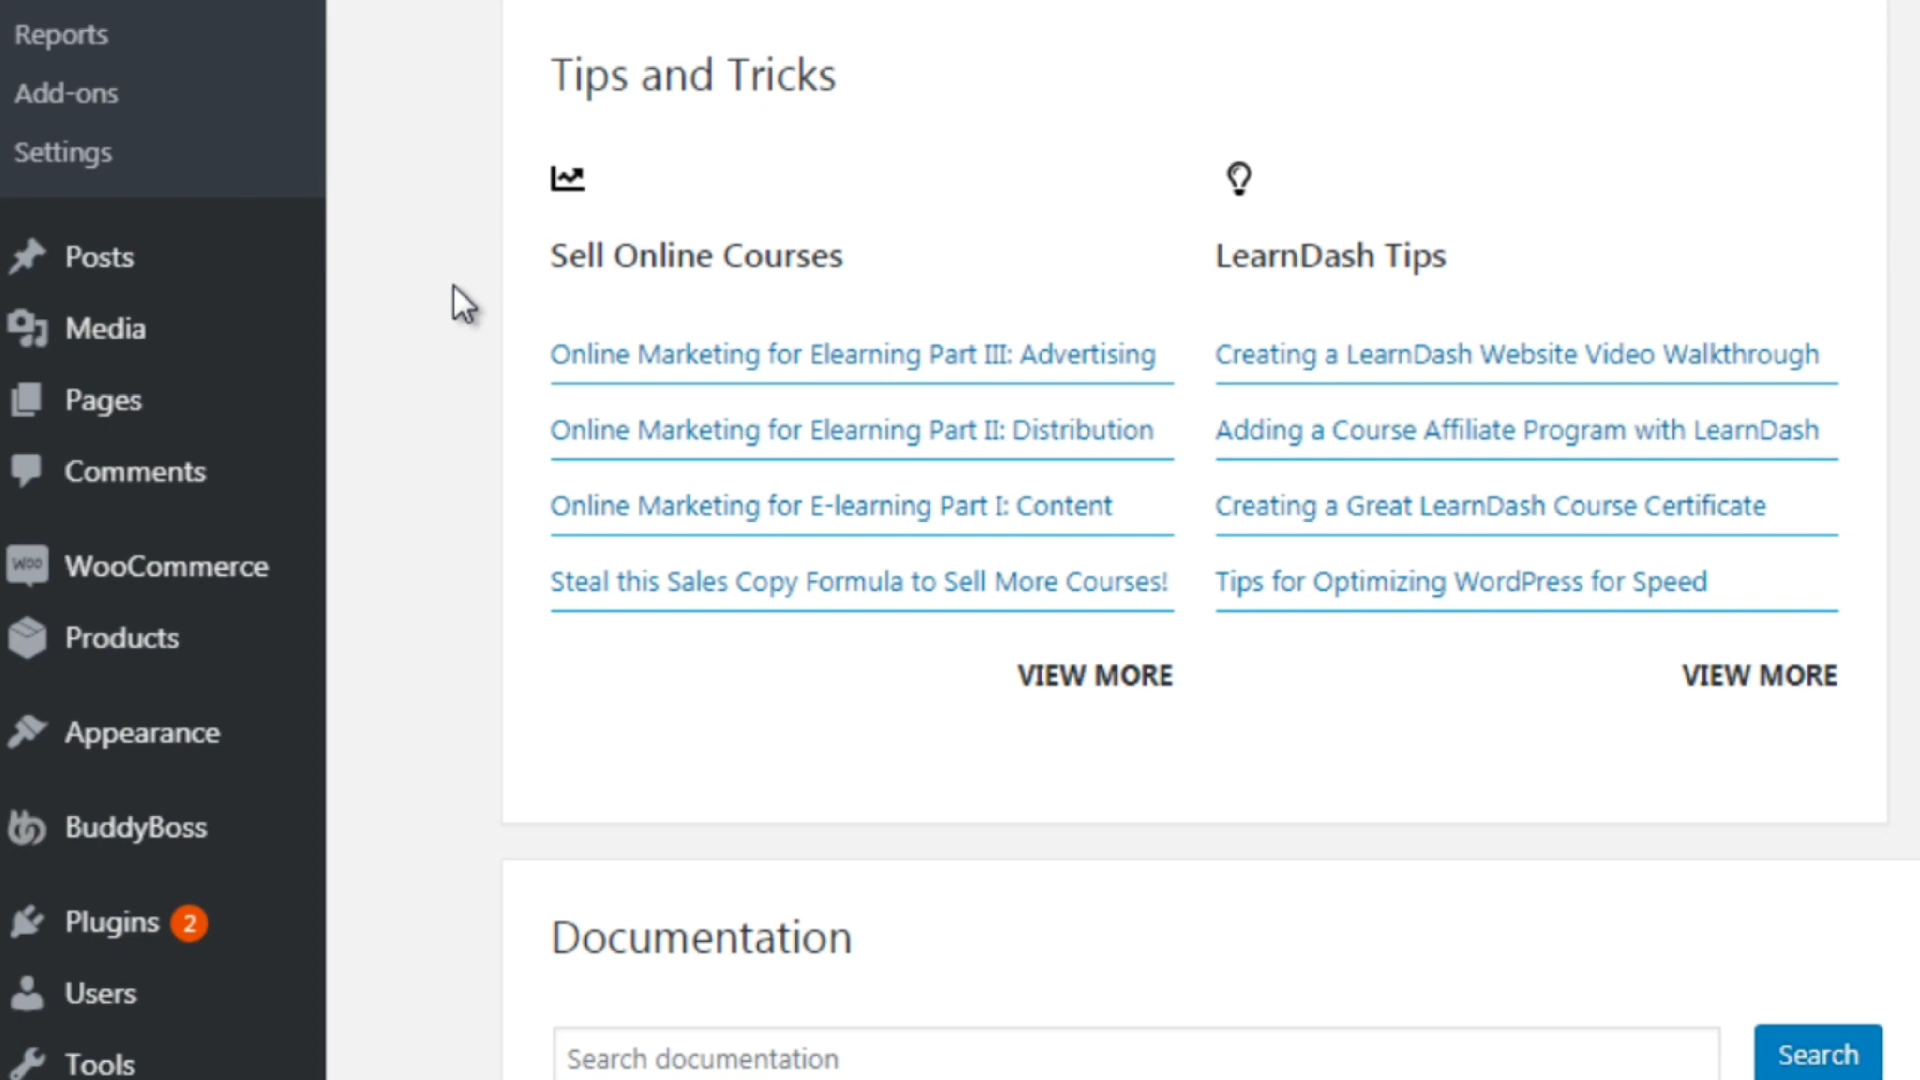 Reports
Add-ons
Settings
Posts
Media
Pages
Comments
WOO WooCommerce
Products
Appearance
BuddyBoss
Plugins 2
Users
Tools
Tips and Tricks
Sell Online Courses
Online Marketing for Elearning Part III: Advertising
Online Marketing for Elearning Part II: Distribution
Online Marketing for E-learning Part I: Content
Steal this Sales Copy Formula to Sell More Courses!
VIEW MORE
LearnDash Tips
Creating a LearnDash Website Video Walkthrough
Adding a Course Affiliate Program with LearnDash
Creating a Great LearnDash Course Certificate
Tips for Optimizing WordPress for Speed
VIEW MORE
Documentation
Search documentation
Search